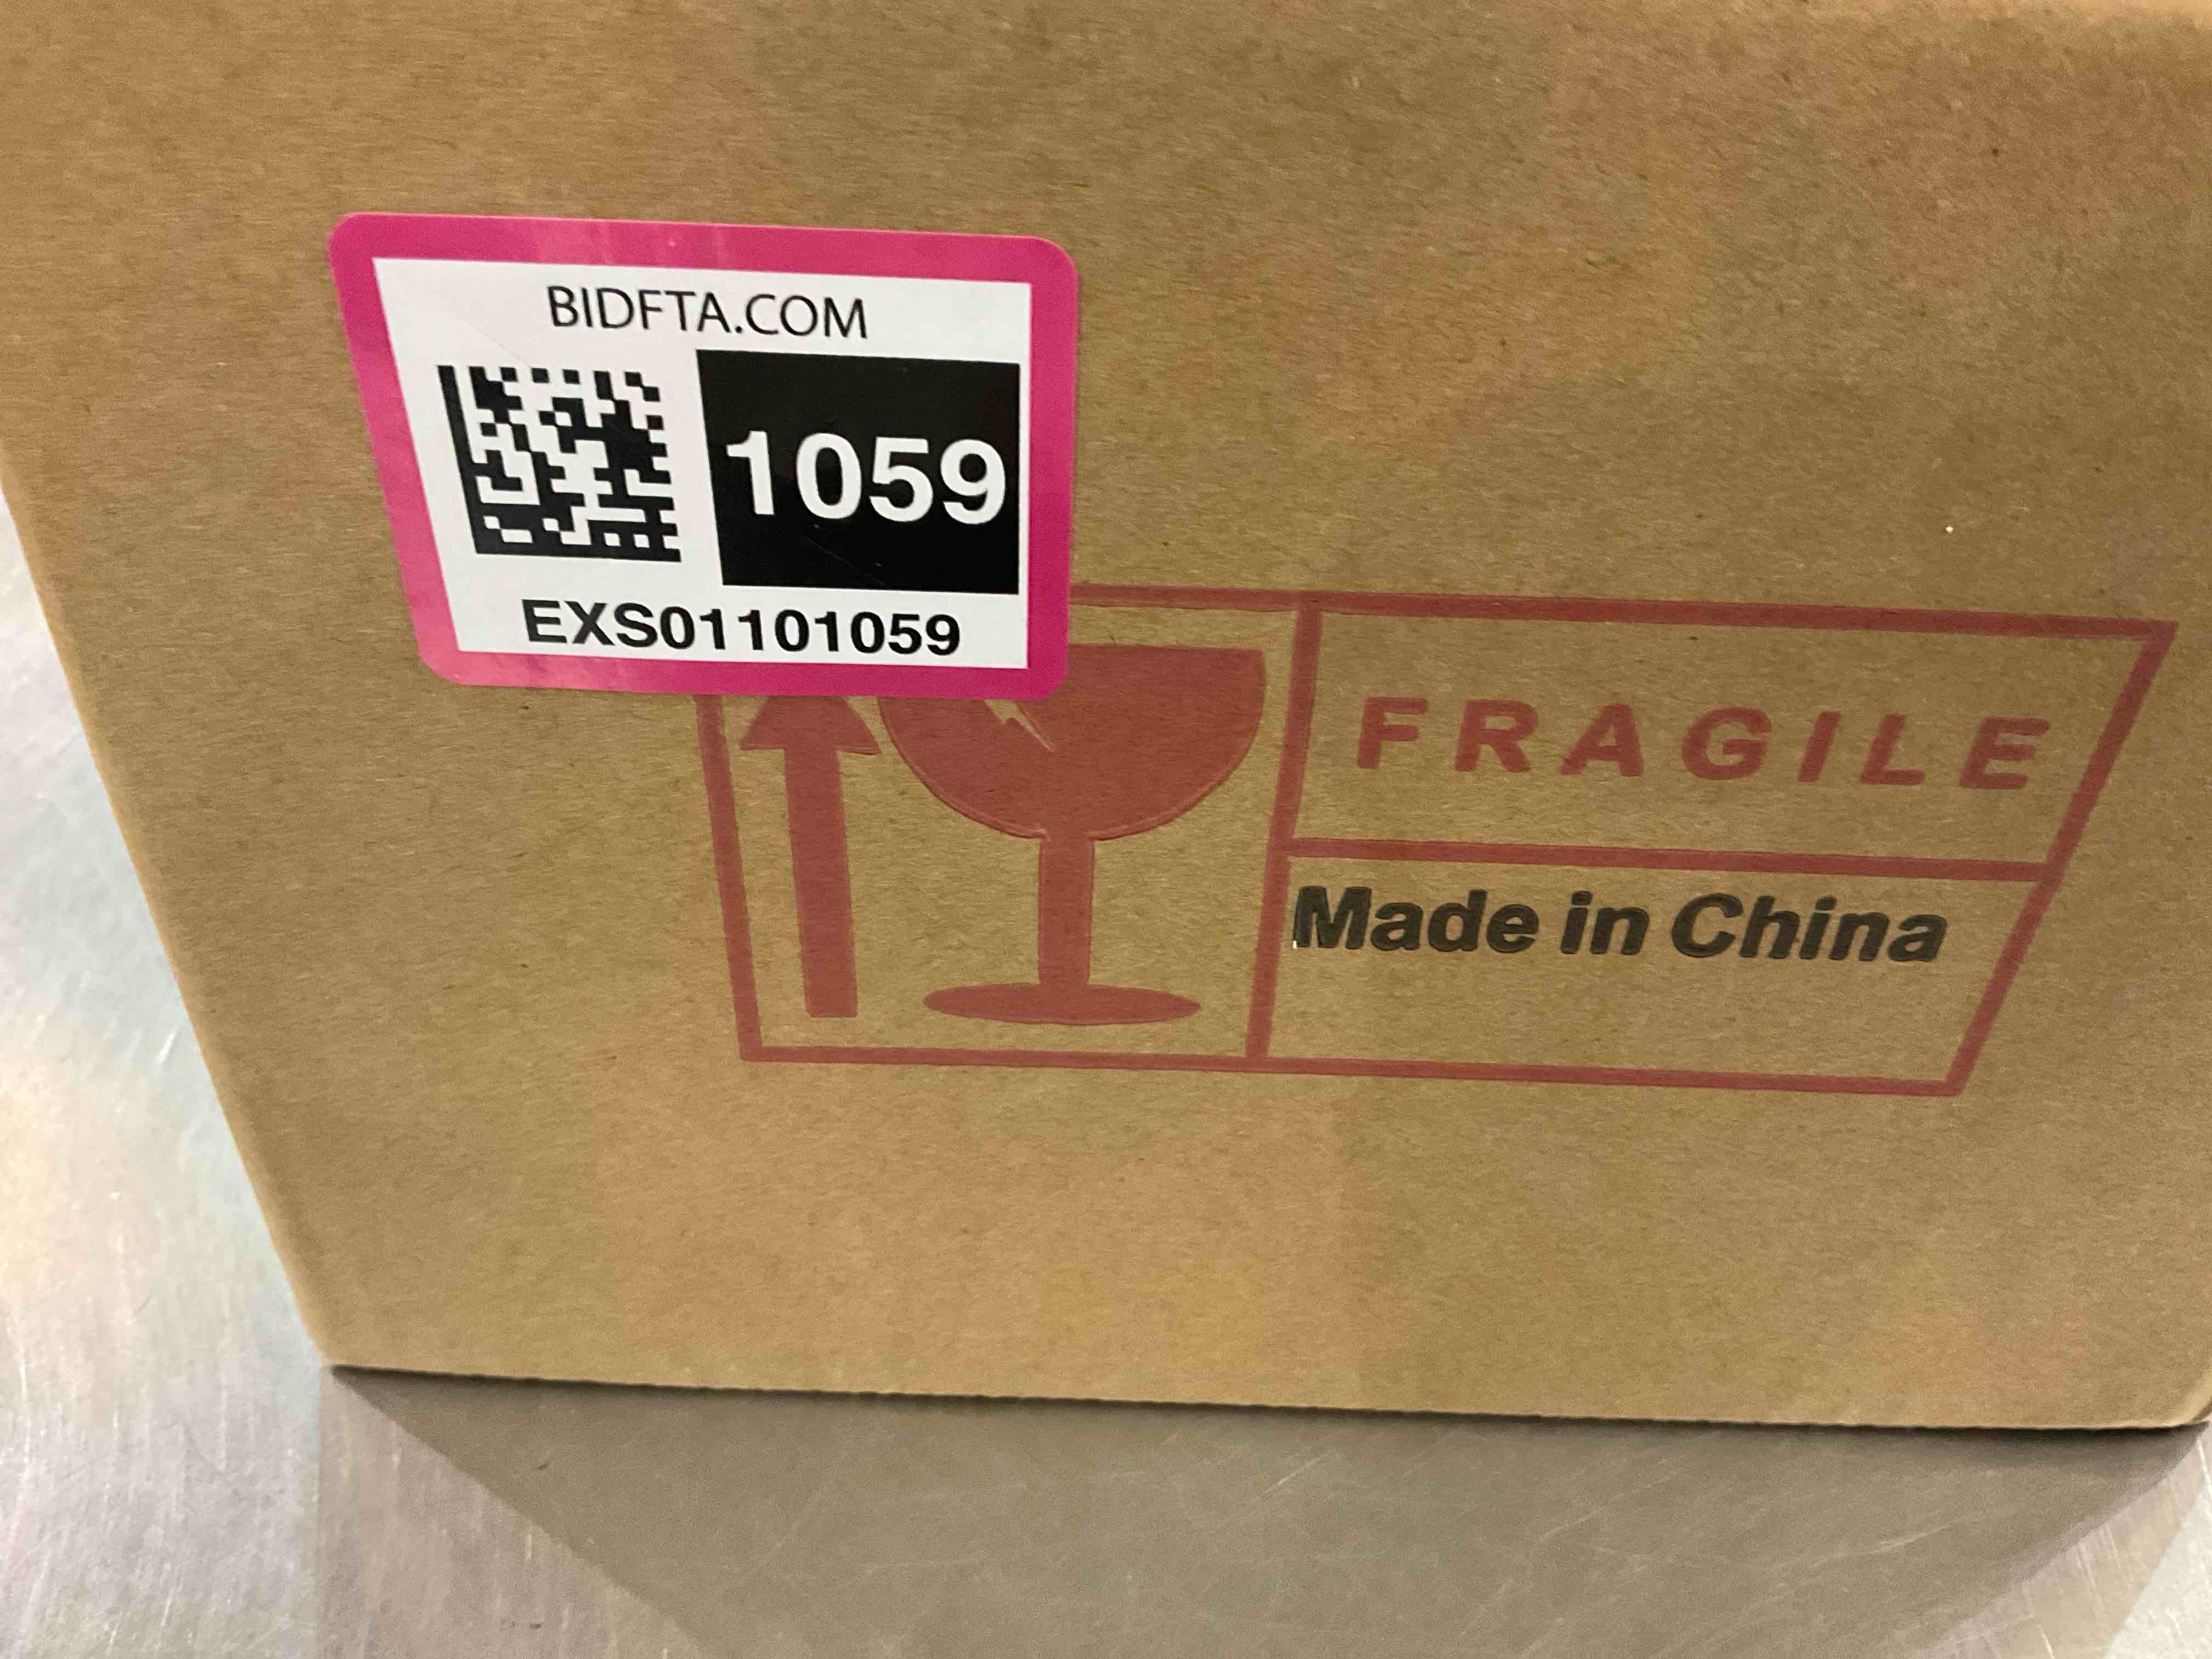 BIDFTA.COM
1059
EXS01101059
FRAGILE
Made in China